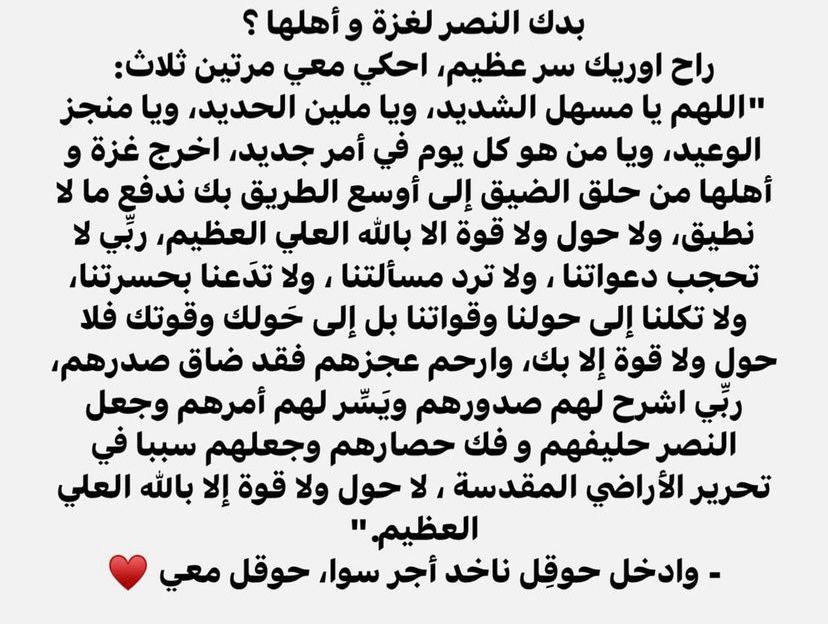 بدك النصر لغزة و أهلها ؟
راح اوريك سر عظيم، احكي معي مرتين ثلاث:
"اللهم يا مسهل الشديد، ويا ملين الحديد، ويا منجز
الوعيد، ويا من هو كل يوم في أمر جديد، اخرج غزة و
أهلها من حلق الضيق إلى أوسع الطريق بك ندفع ما لا
نطيق، ولا حول ولا قوة الا بالله العلي العظيم، ربِّي لا
تحجب دعواتنا ، ولا ترد مسألتنا ، ولا تدَعنا بحسرتنا،
ولا تكلنا إلى حولنا وقواتنا بل إلى حَولك وقوتك فلا
حول ولا قوة إلا بك، وارحم عجزهم فقد ضاق صدرهم،
ربِّي اشرح لهم صدورهم ويَسِّر لهم أمرهم وجعل
النصر حليفهم و فك حصارهم وجعلهم سببا في
تحرير الأراضي المقدسة ، لا حول ولا قوة إلا بالله العلي
العظيم."
- وادخل حوقِل ناخد أجر سوا، حوقل معي ♥️